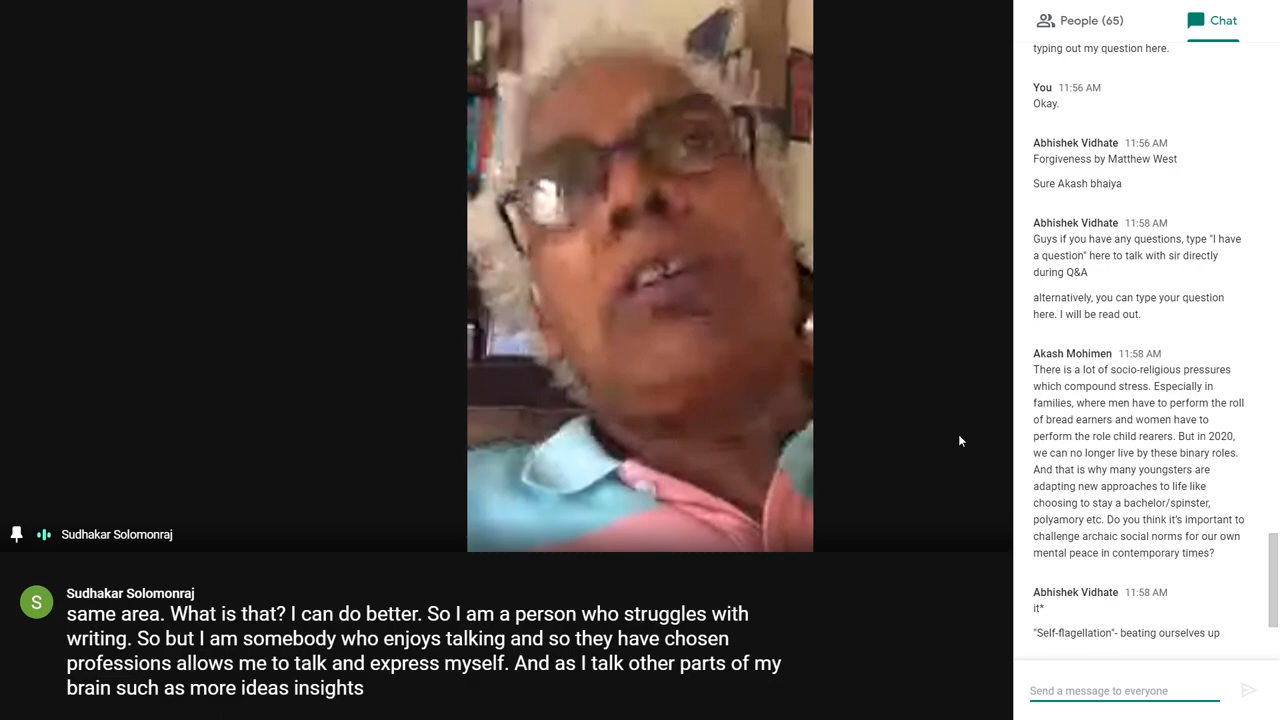 People (65)
Chat
typing out my question here.
You 11:56 AM
Okay.
Abhishek Vidhate 11:56 AM
Forgiveness by Matthew West
Sure Akash bhaiya
Abhishek Vidhate 11:58 AM
Guys if you have any questions, type "I have
a question" here to talk with sir directly
during Q&A
alternatively, you can type your question
here. I will be read out.
Akash Mohimen 11:58 AM
There is a lot of socio-religious pressures
which compound stress. Especially in
families, where men have to perform the roll
of bread earners and women have to
perform the role child rearers. But in 2020,
we can no longer live by these binary roles.
And that is why many youngsters are
adapting new approaches to life like
choosing to stay a bachelor/spinster,
polyamory etc. Do you think it's important to
challenge archaic social norms for our own
mental peace in contemporary times?
Abhishek Vidhate 11:58 AM
it*
"Self-flagellation"- beating ourselves up
Send a message to everyone
Sudhakar Solomonraj
S
Sudhakar Solomonraj
same area. What is that? I can do better. So I am a person who struggles with
writing. So but I am somebody who enjoys talking and so they have chosen
professions allows me to talk and express myself. And as I talk other parts of my
brain such as more ideas insights